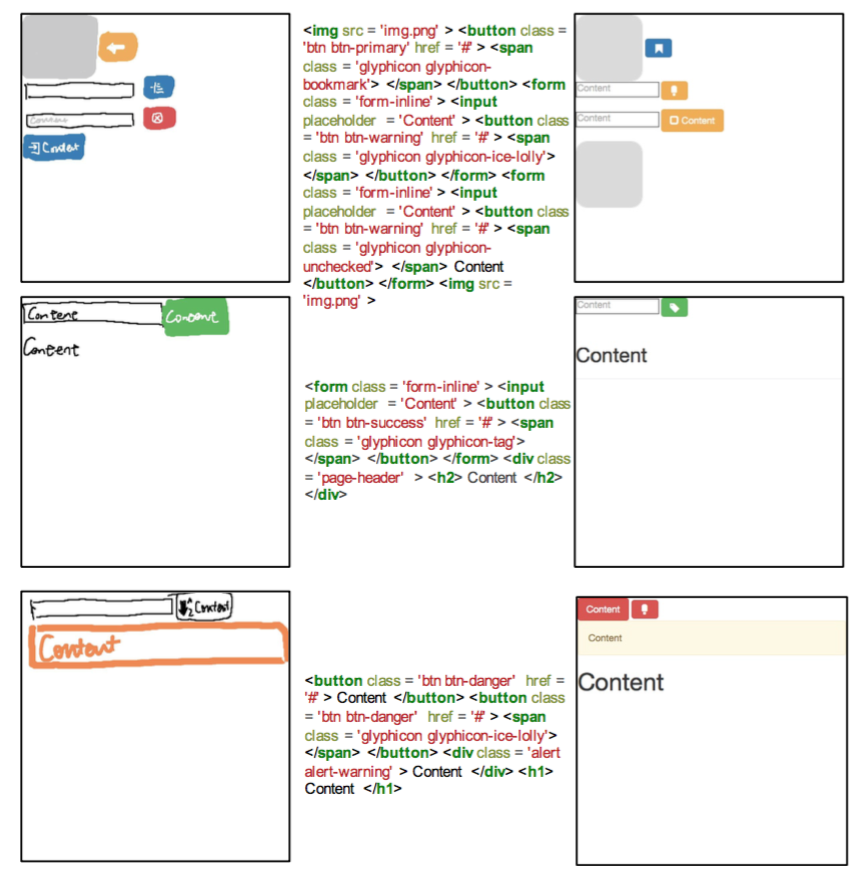 Content
Content
<img src = 'img.png' > <button class =
'btn btn-primary' href = '#' > <span
class = 'glyphicon glyphicon-
bookmark'> </span> </button> <form
class = 'form-inline' > <input
placeholder = 'Content' > <button class
= 'btn btn-warning' href = '#' > <span
class = 'glyphicon glyphicon-ice-lolly'>
</span> </button> </form> <form
class = 'form-inline' > <input
placeholder = 'Content' > <button class
= 'btn btn-warning' href = '#' > <span
class = 'glyphicon glyphicon-
unchecked'> </span> Content
</button> </form> <img src =
'img.png' >
Content
Content Content
Content Content
Content
<form class = 'form-inline' > <input
placeholder = 'Content' > <button class
= 'btn btn-success' href = '#' > <span
class = 'glyphicon glyphicon-tag'>
</span> </button> </form> <div class
= 'page-header' > <h2> Content </h2>
</div>
Content
Content
Content
Content
<button class = 'btn btn-danger' href =
'#' > Content </button> <button class
= 'btn btn-danger' href = '#' > <span
class = 'glyphicon glyphicon-ice-lolly'>
</span> </button> <div class = 'alert
alert-warning' > Content </div> <h1>
Content </h1>
Content
Content
Content